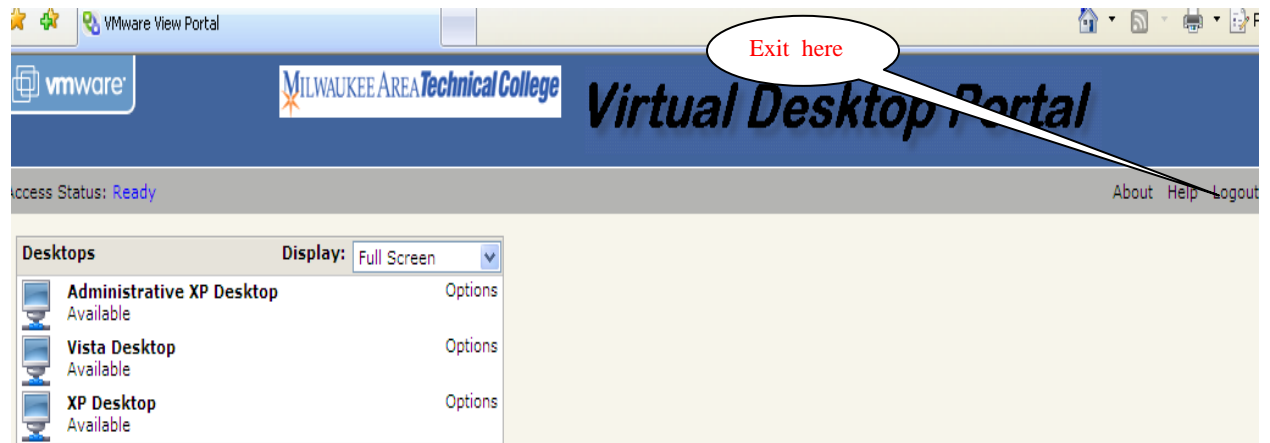 VMware View Portal
Exit here
vmware
MILWAUKEE AREA Technical College
Virtual Desktop Portal
Access Status: Ready
About Help Logout
Desktops Display: Full Screen
Administrative XP Desktop Options
Available
Vista Desktop Options
Available
XP Desktop Options
Available